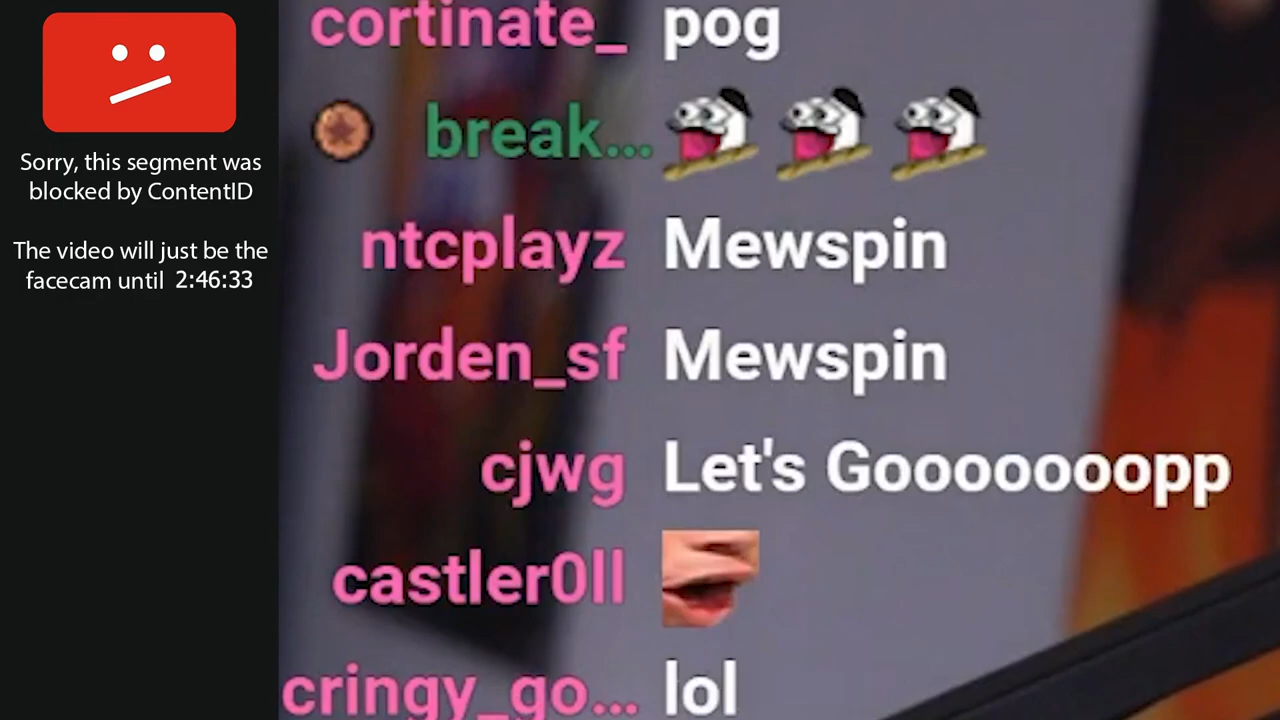 cortinate_ pog
break...
ntcplayz Mewspin
Jorden_sf Mewspin
cjwg Let's Goooooooopp
castler0ll
cringy_go... lol
Sorry, this segment was
blocked by ContentID
The video will just be the
facecam until 2:46:33